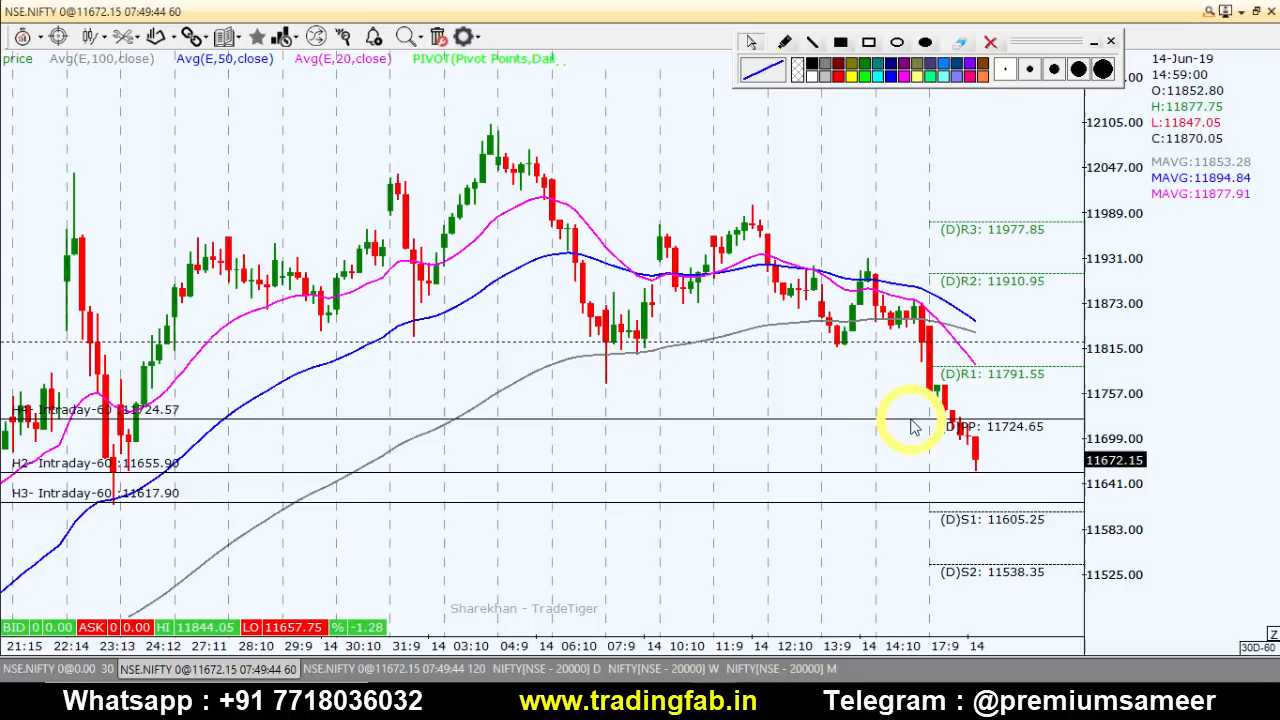 NSE.NIFTY 0@11672.15 07:49:44 60
price Avg(E,100,close) Avg(E,50,close) Avg(E,20,close) PIVOT(Pivot Points,Dai...
14-Jun-19
14:59:00
O:11852.80
H:11877.75
L:11847.05
C:11870.05
MAVG:11853.28
MAVG:11894.84
MAVG:11877.91
12105.00
12047.00
11989.00
(D)R3: 11977.85
11931.00
(D)R2: 11910.95
11873.00
11815.00
(D)R1: 11791.55
11757.00
H4- Intraday-60 :11724.57
PP: 11724.65
11699.00
H2- Intraday-60 :11655.90
11672.15
11641.00
H3- Intraday-60 :11617.90
(D)S1: 11605.25
11583.00
(D)S2: 11538.35
11525.00
Sharekhan - TradeTiger
BID 0 0.00 ASK 0 0.00 HI 11844.05 LO 11657.75 % -1.28
21:15 22:14 23:13 24:12 27:11 28:10 29:9 14 30:10 31:9 14 03:10 04:9 14 06:10 07:9 14 10:10 11:9 14 12:10 13:9 14 14:10 17:9 14
30D-60
NSE.NIFTY 0@0.00 30 NSE.NIFTY 0@11672.15 07:49:44 60 NSE.NIFTY 0@11672.15 07:49:44 120 NIFTY[NSE - 20000] D NIFTY[NSE - 20000] W NIFTY[NSE - 20000] M
Whatsapp : +91 7718036032 www.tradingfab.in Telegram : @premiumsameer